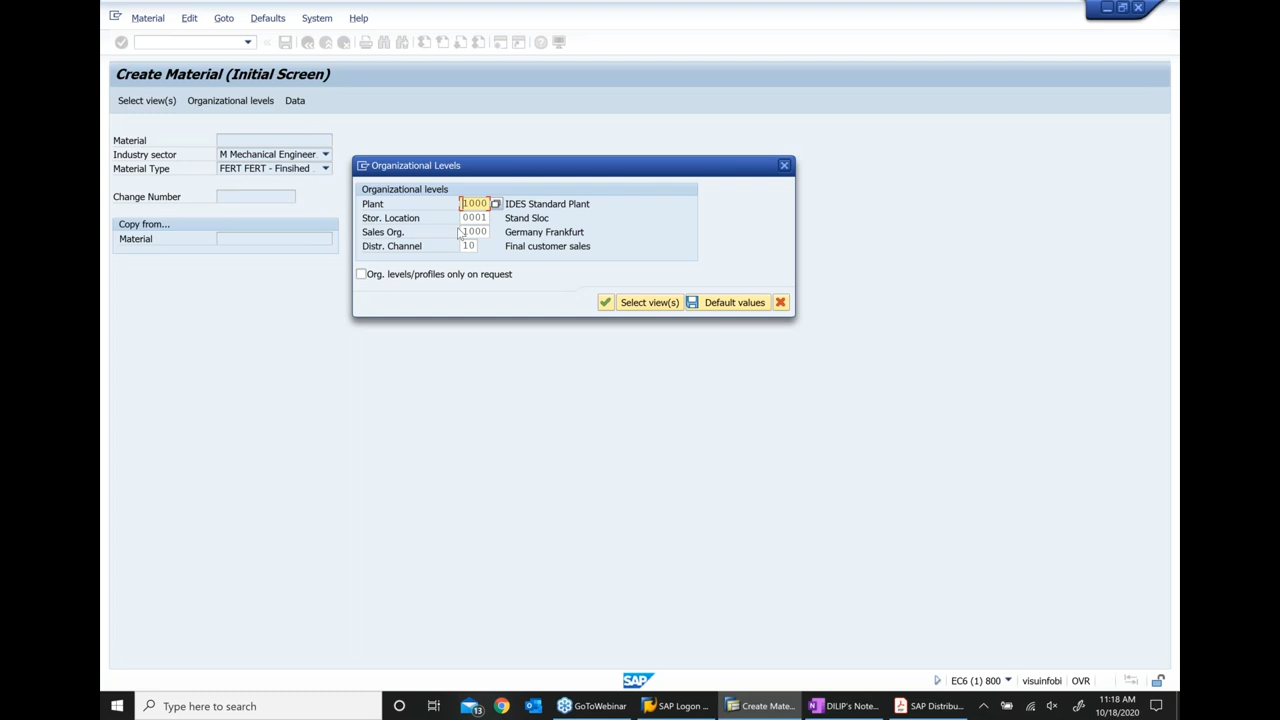 Material Edit Goto Defaults System Help
Create Material (Initial Screen)
Select view(s) Organizational levels Data
Material
Industry sector M Mechanical Engineer
Material Type FERT FERT - Finsihed
Change Number
Copy from...
Material
Organizational Levels
Organizational levels
Plant 1000 IDES Standard Plant
Stor. Location 0001 Stand Sloc
Sales Org. 1000 Germany Frankfurt
Distr. Channel 10 Final customer sales
Org. levels/profiles only on request
Select view(s) Default values
SAP EC6 (1) 800 visuinfobi OVR
Type here to search 13 GoToWebinar SAP Logon ... Create Mate... DILIP's Note... SAP Distribu... 11:18 AM
10/18/2020